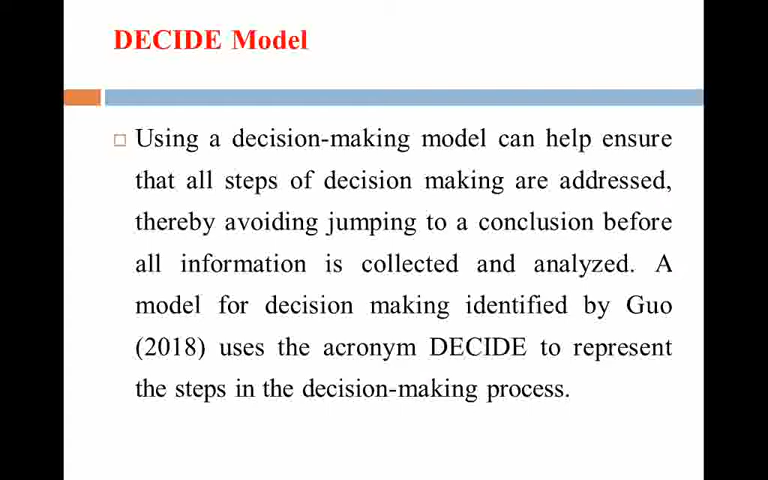 DECIDE Model
Using a decision-making model can help ensure
that all steps of decision making are addressed,
thereby avoiding jumping to a conclusion before
all information is collected and analyzed. A
model for decision making identified by Guo
(2018) uses the acronym DECIDE to represent
the steps in the decision-making process.